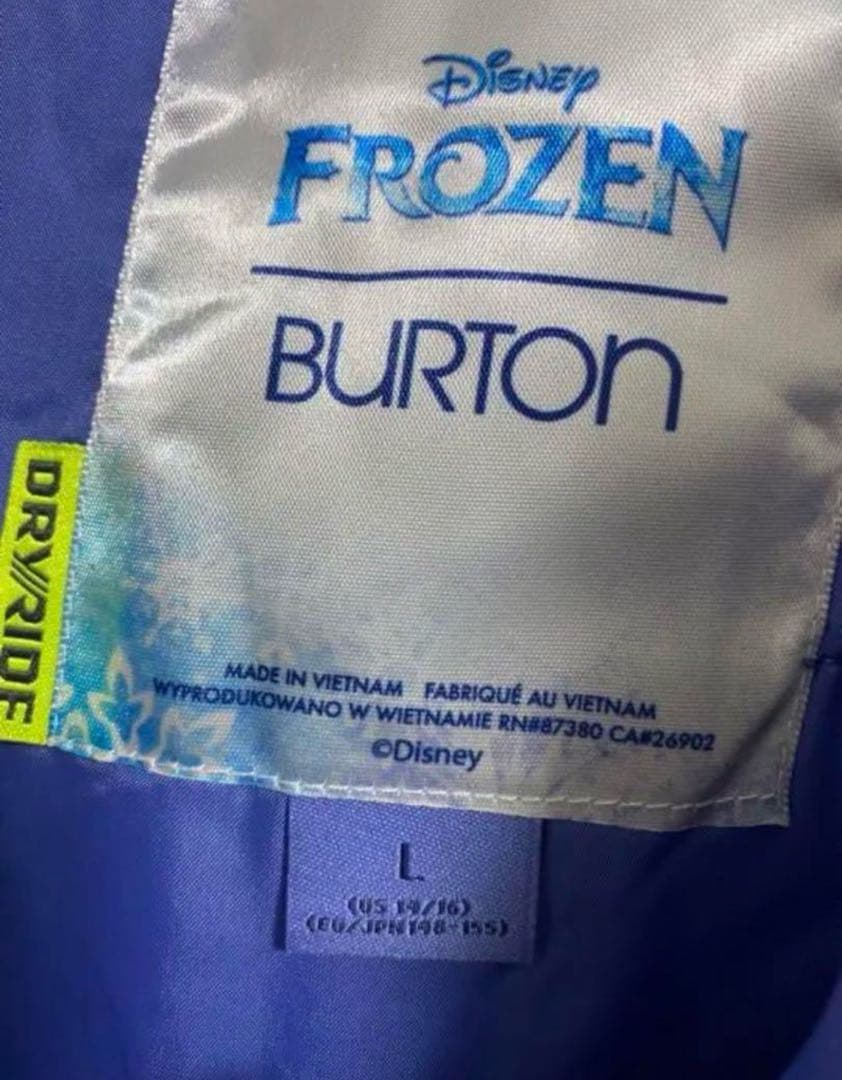 Disney
FROZEN
BURTON
DRY//RIDE
MADE IN VIETNAM FABRIQUÉ AU VIETNAM
WYPRODUKOWANO W WIETNAMIE RN#87380 CA#26902
©Disney
L
(US 14/16)
(EU/JPN 148-155)